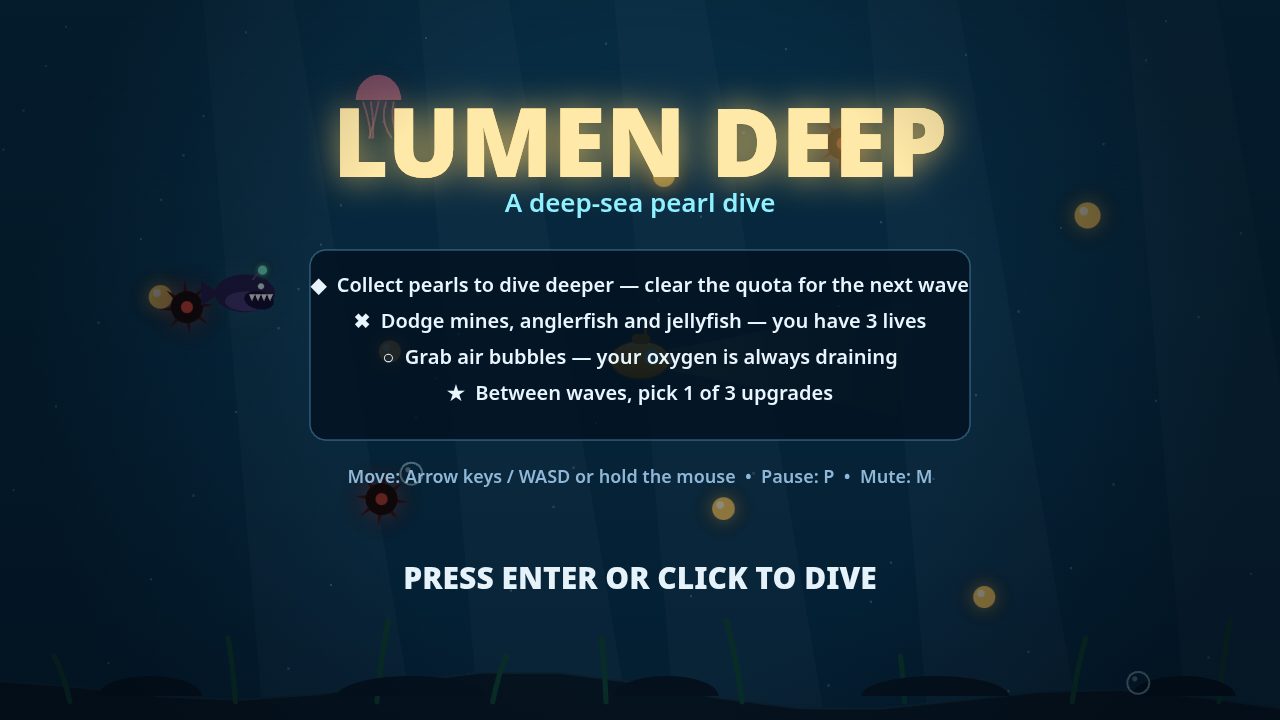 LUMEN DEEP
A deep-sea pearl dive
◆ Collect pearls to dive deeper — clear the quota for the next wave
✖ Dodge mines, anglerfish and jellyfish — you have 3 lives
○ Grab air bubbles — your oxygen is always draining
★ Between waves, pick 1 of 3 upgrades
Move: Arrow keys / WASD or hold the mouse • Pause: P • Mute: M
PRESS ENTER OR CLICK TO DIVE